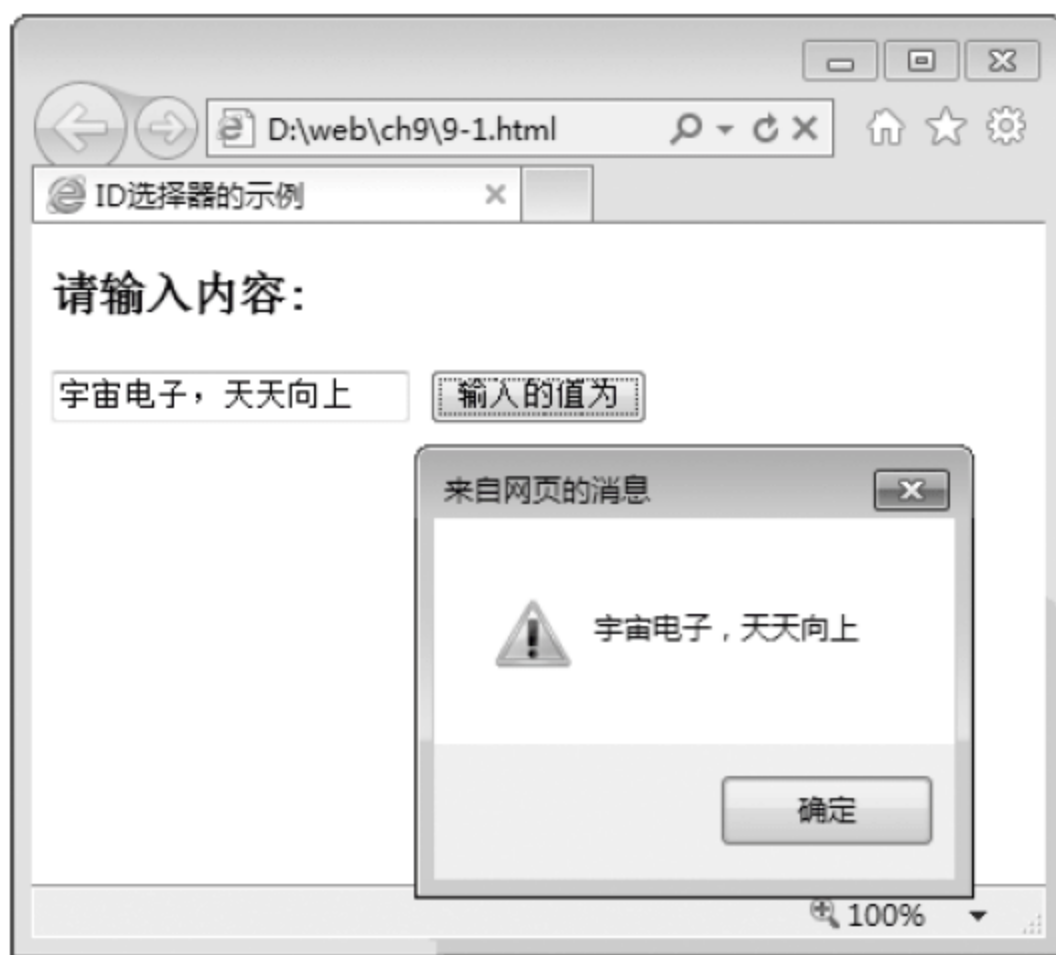 D:\web\ch9\9-1.html
ID选择器的示例
请输入内容:
宇宙电子，天天向上
输入的值为
来自网页的消息
宇宙电子，天天向上
确定
100%